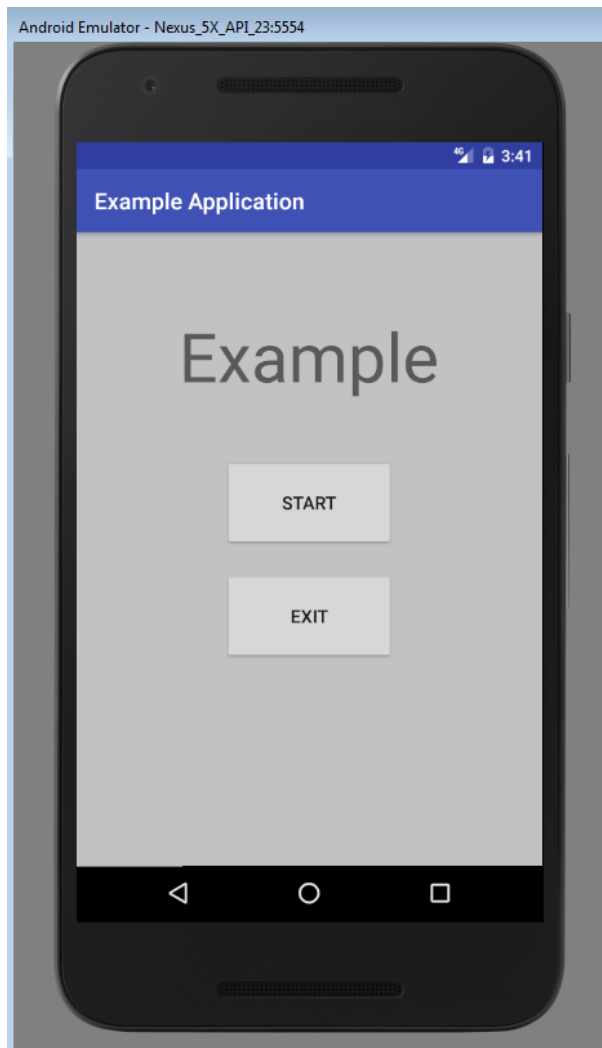 Android Emulator - Nexus_5X_API_23:5554
4G 3:41
Example Application
Example
START
EXIT